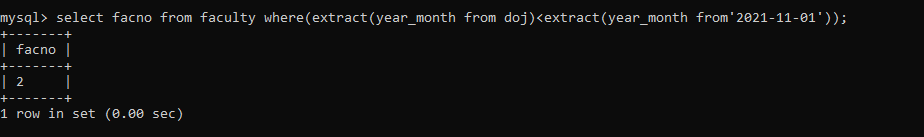 mysql> select facno from faculty where(extract(year_month from doj)<extract(year_month from'2021-11-01'));
+-------+
| facno |
+-------+
| 2     |
+-------+
1 row in set (0.00 sec)